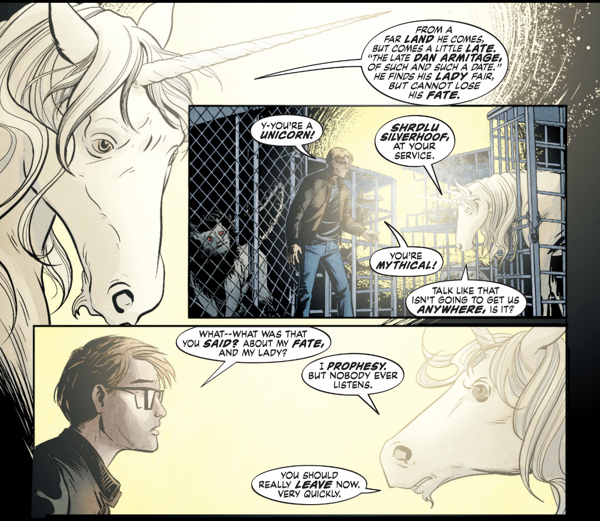 FROM A
FAR LAND HE COMES,
BUT COMES A LITTLE LATE.
"THE LATE DAN ARMITAGE,
OF SUCH AND SUCH A DATE."
HE FINDS HIS LADY FAIR,
BUT CANNOT LOSE
HIS FATE.
Y-YOU'RE A
UNICORN!
SHRDLU
SILVERHOOF,
AT YOUR
SERVICE.
YOU'RE
MYTHICAL!
TALK LIKE THAT
ISN'T GOING TO GET US
ANYWHERE, IS IT?
WHAT--WHAT WAS THAT
YOU SAID? ABOUT MY FATE,
AND MY LADY?
I PROPHESY.
BUT NOBODY EVER
LISTENS.
YOU SHOULD
REALLY LEAVE NOW.
VERY QUICKLY.